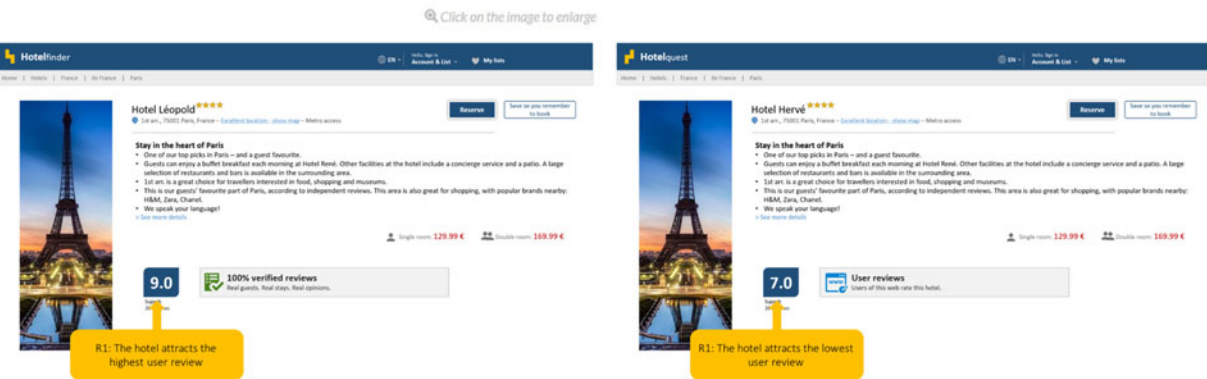 Click on the image to enlarge
Hotelfinder
EN
Hello, Sign in
Account & List
My lists
Home | Hotels | France | Ile France | Paris
Hotel Léopold
Reserve
Save so you remember
to book
1st arr., 75001 Paris, France – Excellent location - show map – Metro access
Stay in the heart of Paris
• One of our top picks in Paris – and a guest favourite.
• Guests can enjoy a buffet breakfast each morning at Hotel René. Other facilities at the hotel include a concierge service and a patio. A large
selection of restaurants and bars is available in the surrounding area.
• 1st arr. is a great choice for travellers interested in food, shopping and museums.
• This is our guests' favourite part of Paris, according to independent reviews. This area is also great for shopping, with popular brands nearby:
H&M, Zara, Chanel.
• We speak your language!
> See more details
Single room: 129.99 €
Double room: 169.99 €
9.0
100% verified reviews
Real guests. Real stays. Real opinions.
R1: The hotel attracts the
highest user review
Hotelquest
EN
Hello, Sign in
Account & List
My lists
Home | Hotels | France | Ile France | Paris
Hotel Hervé
Reserve
Save so you remember
to book
1st arr., 75001 Paris, France – Excellent location - show map – Metro access
Stay in the heart of Paris
• One of our top picks in Paris – and a guest favourite.
• Guests can enjoy a buffet breakfast each morning at Hotel René. Other facilities at the hotel include a concierge service and a patio. A large
selection of restaurants and bars is available in the surrounding area.
• 1st arr. is a great choice for travellers interested in food, shopping and museums.
• This is our guests' favourite part of Paris, according to independent reviews. This area is also great for shopping, with popular brands nearby:
H&M, Zara, Chanel.
• We speak your language!
> See more details
Single room: 129.99 €
Double room: 169.99 €
7.0
www
User reviews
Users of this web rate this hotel.
R1: The hotel attracts the lowest
user review